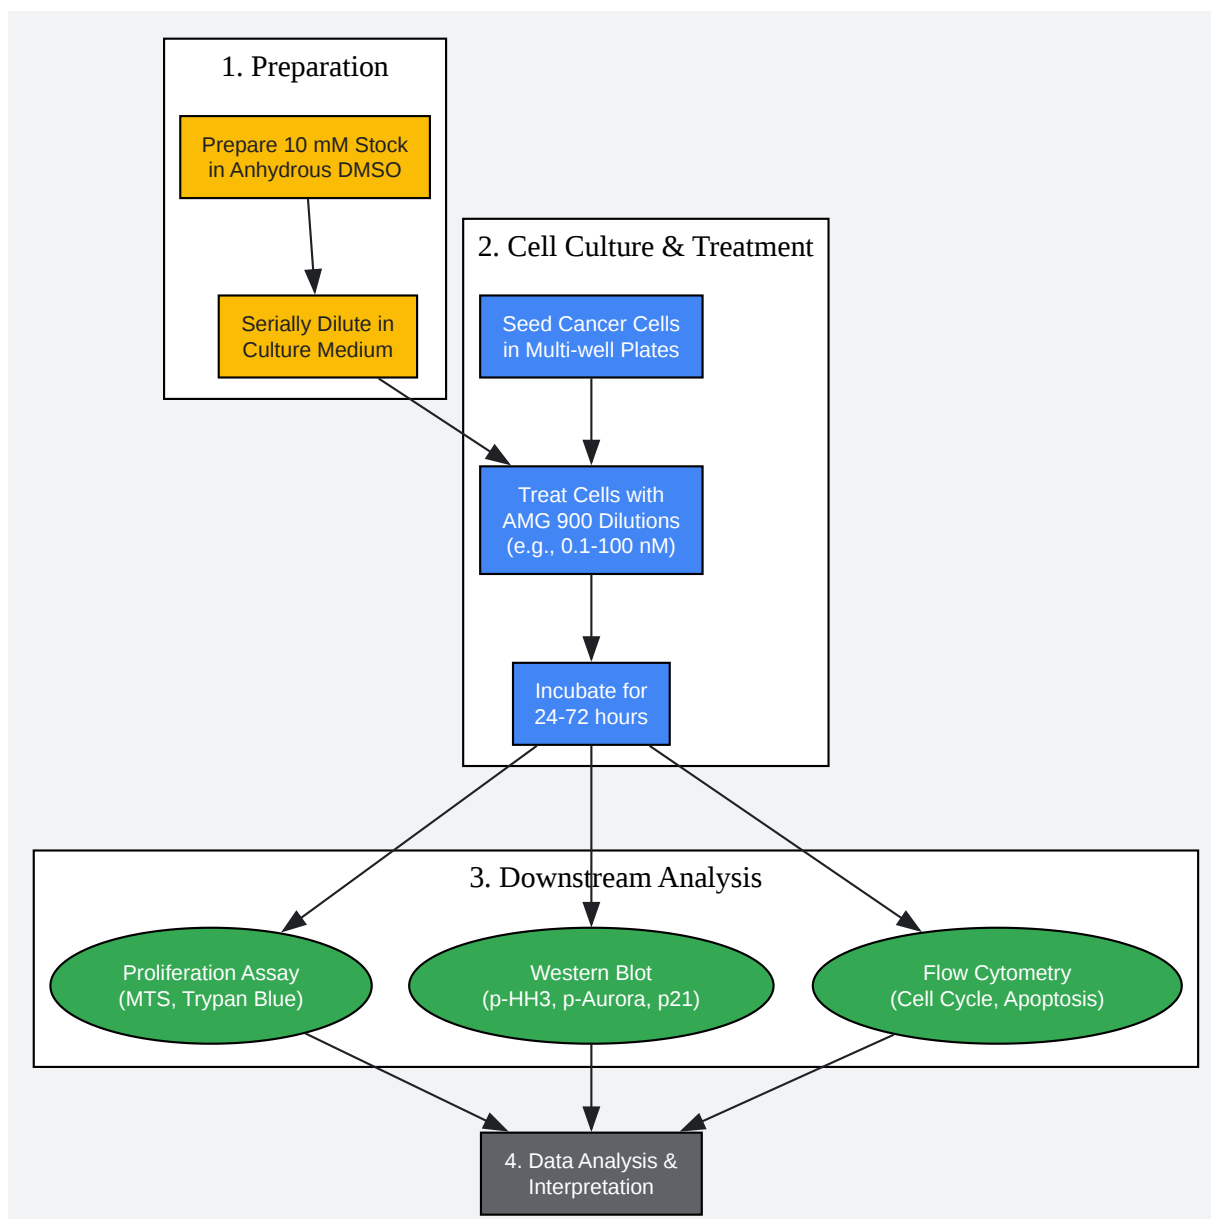 1. Preparation
Prepare 10 mM Stock
in Anhydrous DMSO
Serially Dilute in
Culture Medium
2. Cell Culture & Treatment
Seed Cancer Cells
in Multi-well Plates
Treat Cells with
AMG 900 Dilutions
(e.g., 0.1-100 nM)
Incubate for
24-72 hours
3. Downstream Analysis
Proliferation Assay
(MTS, Trypan Blue)
Western Blot
(p-HH3, p-Aurora, p21)
Flow Cytometry
(Cell Cycle, Apoptosis)
4. Data Analysis &
Interpretation